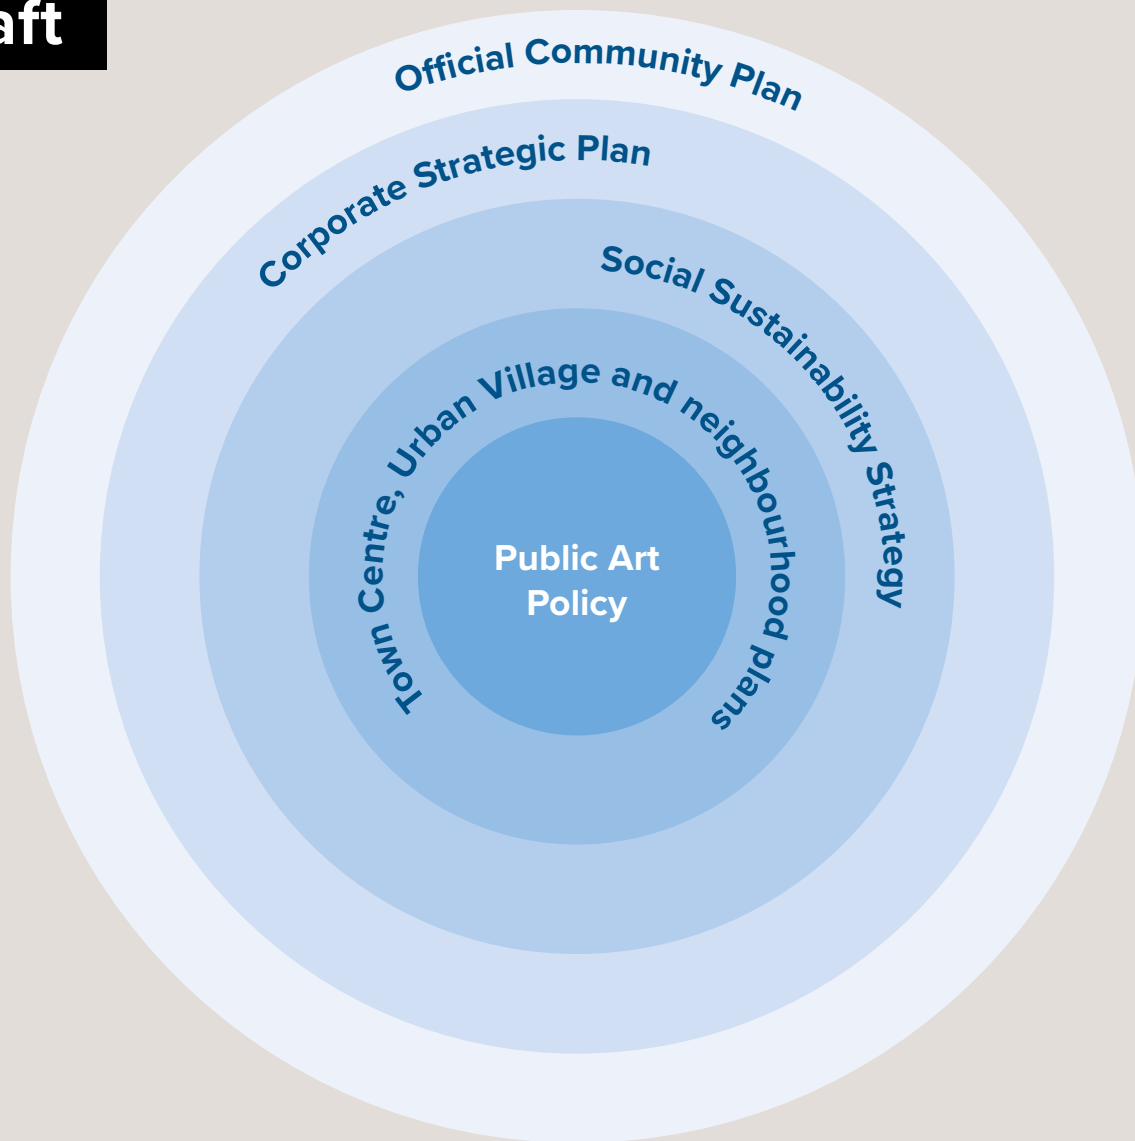 aft
Official Community Plan
Corporate Strategic Plan
Social Sustainability Strategy
Town Centre, Urban Village and neighbourhood plans
Public Art
Policy